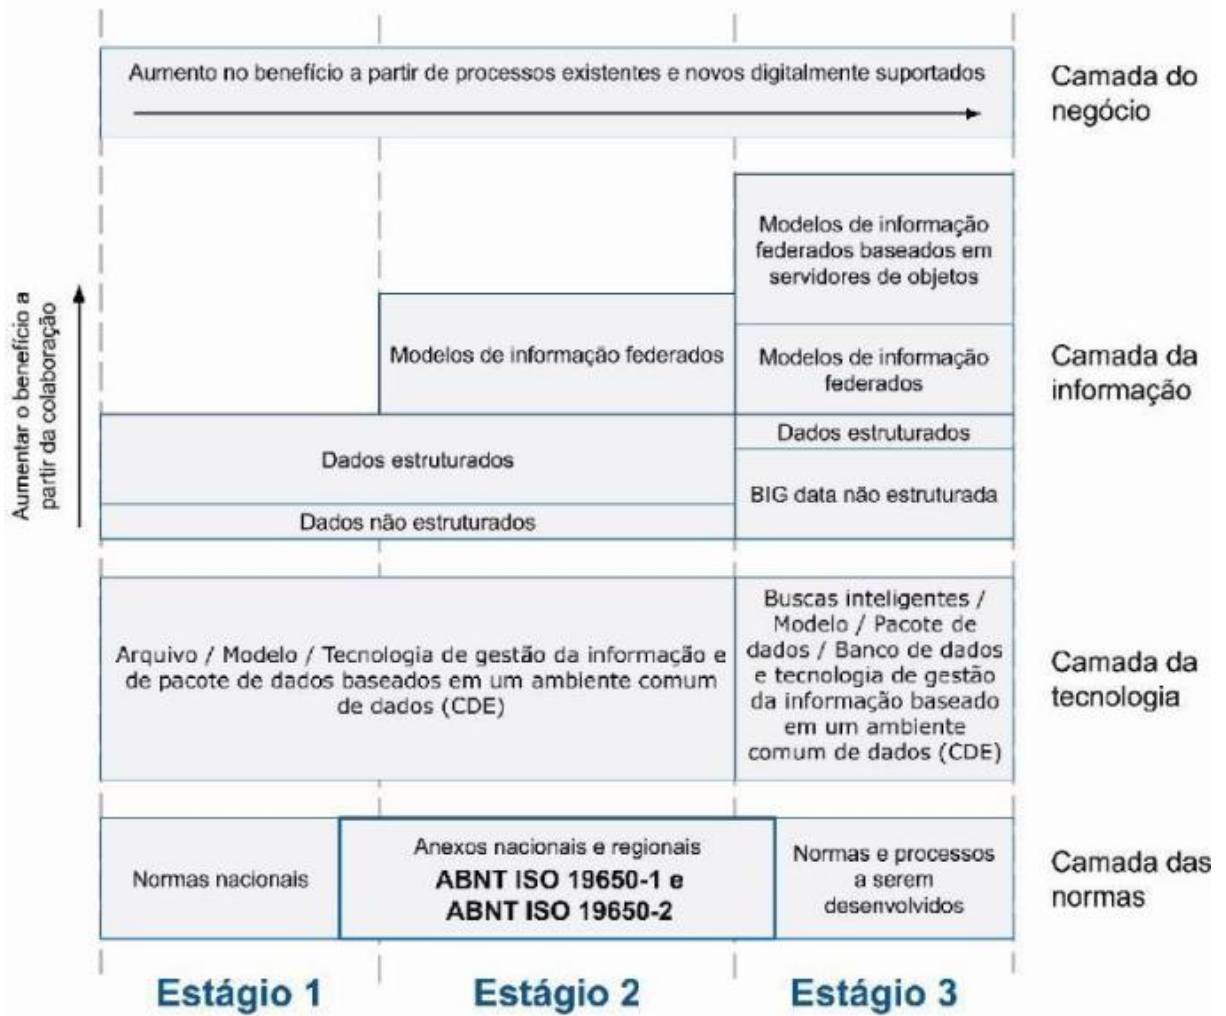 Aumento no benefício a partir de processos existentes e novos digitalmente suportados
Camada do
negócio
Aumentar o benefício a
partir da colaboração
Modelos de informação
federados baseados em
servidores de objetos
Modelos de informação federados
Modelos de informação
federados
Dados estruturados
Dados estruturados
BIG data não estruturada
Dados não estruturados
Camada da
informação
Arquivo / Modelo / Tecnologia de gestão da informação e
de pacote de dados baseados em um ambiente comum
de dados (CDE)
Buscas inteligentes /
Modelo / Pacote de
dados / Banco de dados
e tecnologia de gestão
da informação baseado
em um ambiente
comum de dados (CDE)
Camada da
tecnologia
Normas nacionais
Anexos nacionais e regionais
ABNT ISO 19650-1 e
ABNT ISO 19650-2
Normas e processos
a serem
desenvolvidos
Camada das
normas
Estágio 1
Estágio 2
Estágio 3